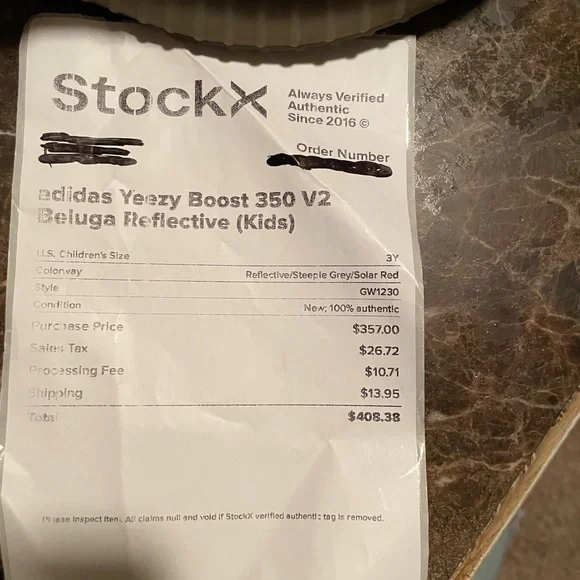 StockX
Always Verified
Authentic
Since 2016 ©
Order Number
adidas Yeezy Boost 350 V2
Beluga Reflective (Kids)
U.S. Children's Size 3Y
Colorway Reflective/Steeple Grey/Solar Red
Style GW1230
Condition New; 100% authentic
Purchase Price $357.00
Sales Tax $26.72
Processing Fee $10.71
Shipping $13.95
Total $408.38
Please inspect item. All claims null and void if StockX verified authentic tag is removed.